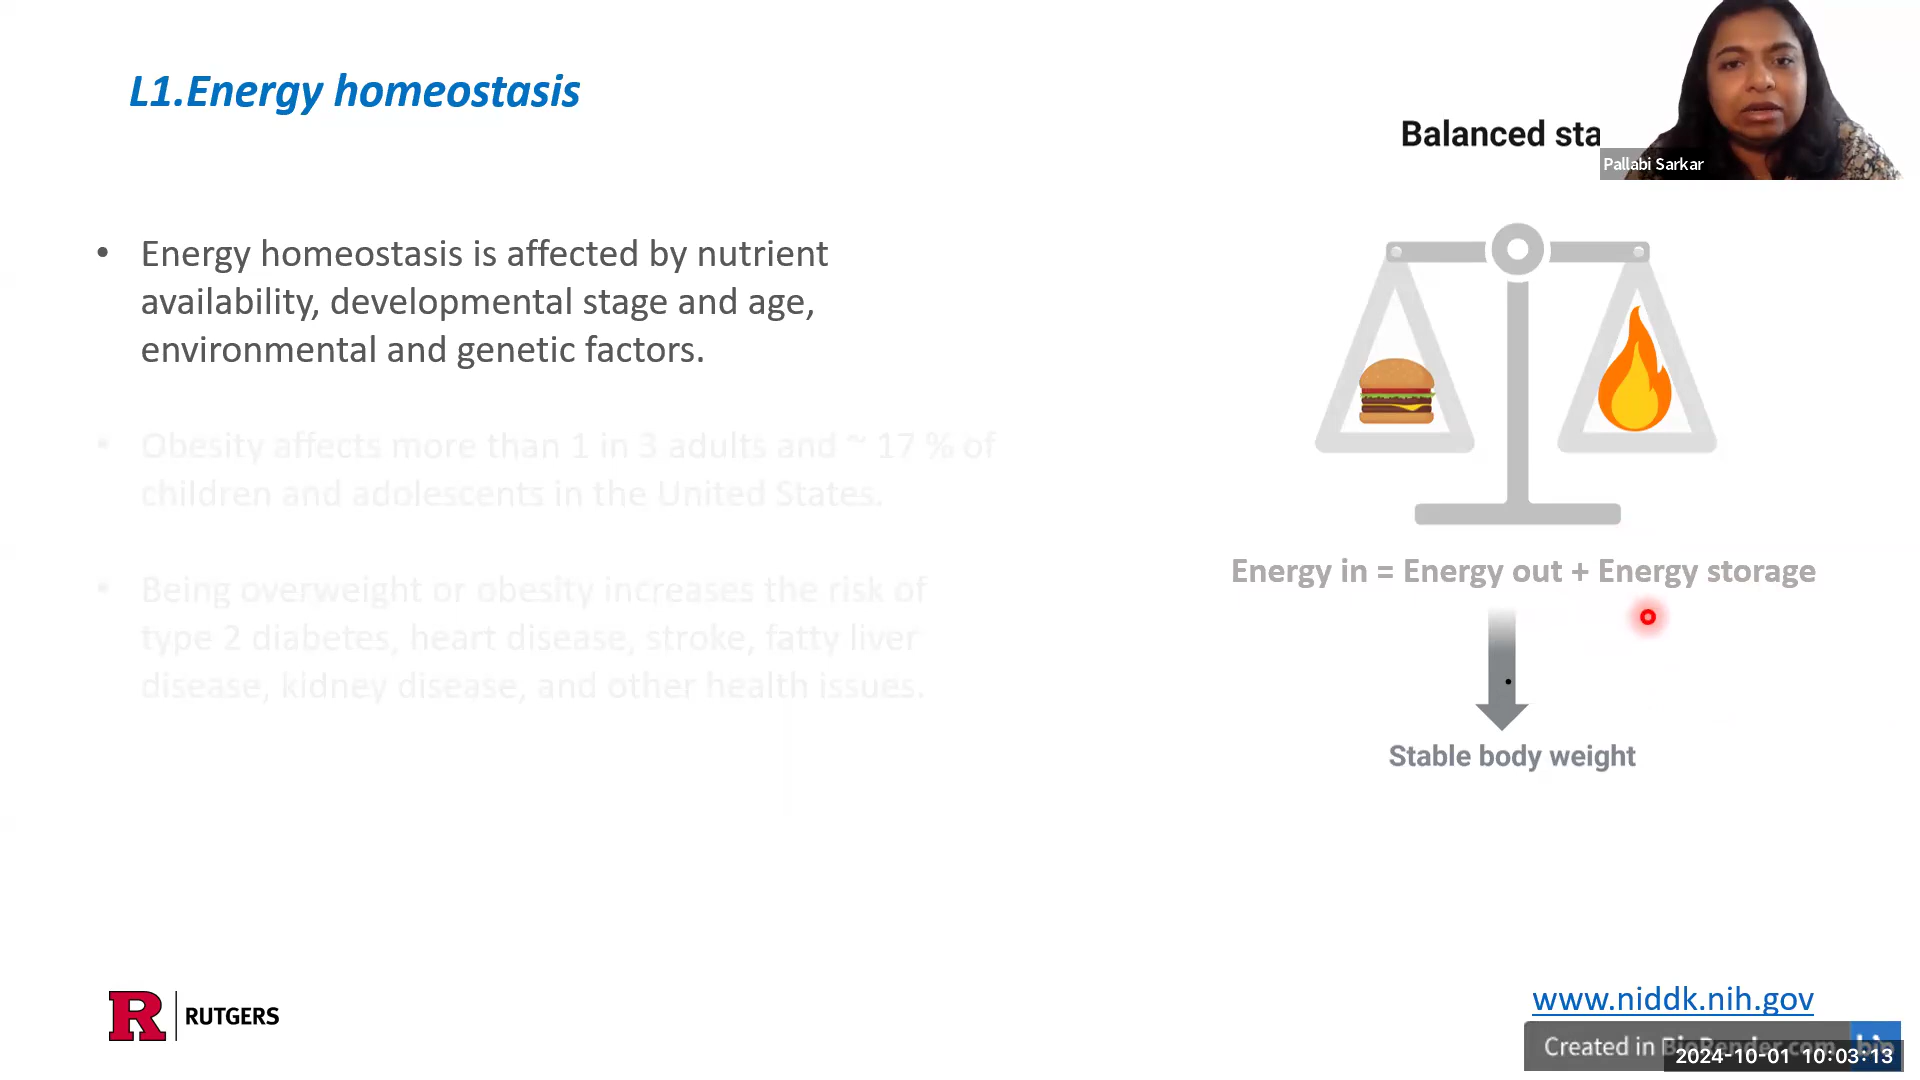 L1.Energy homeostasis
Balanced sta
Pallabi Sarkar
• Energy homeostasis is affected by nutrient
availability, developmental stage and age,
environmental and genetic factors.
• Obesity affects more than 1 in 3 adults and ~ 17 % of
children and adolescents in the United States.
• Being overweight or obesity increases the risk of
type 2 diabetes, heart disease, stroke, fatty liver
disease, kidney disease, and other health issues.
Energy in = Energy out + Energy storage
Stable body weight
R RUTGERS
www.niddk.nih.gov
Created in BioRender.com
2024-10-01 10:03:13